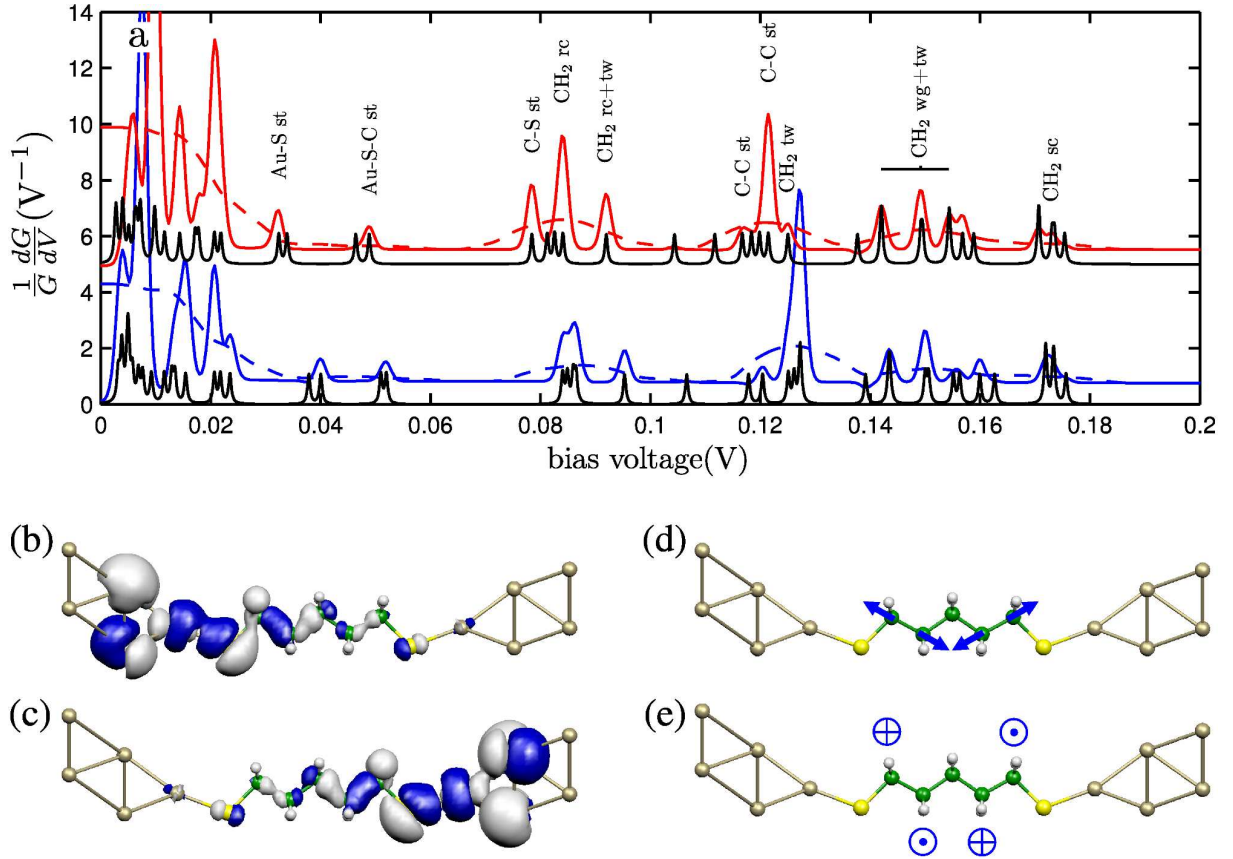 14
12
10
8
6
4
2
0
1/G dG/dV (V⁻¹)
a
Au-S st
Au-S-C st
C-S st
CH₂ rc
CH₂ rc+tw
C-C st
C-C st
CH₂ tw
CH₂ wg+tw
CH₂ sc
0 0.02 0.04 0.06 0.08 0.1 0.12 0.14 0.16 0.18 0.2
bias voltage(V)
(b)
(d)
(c)
(e)